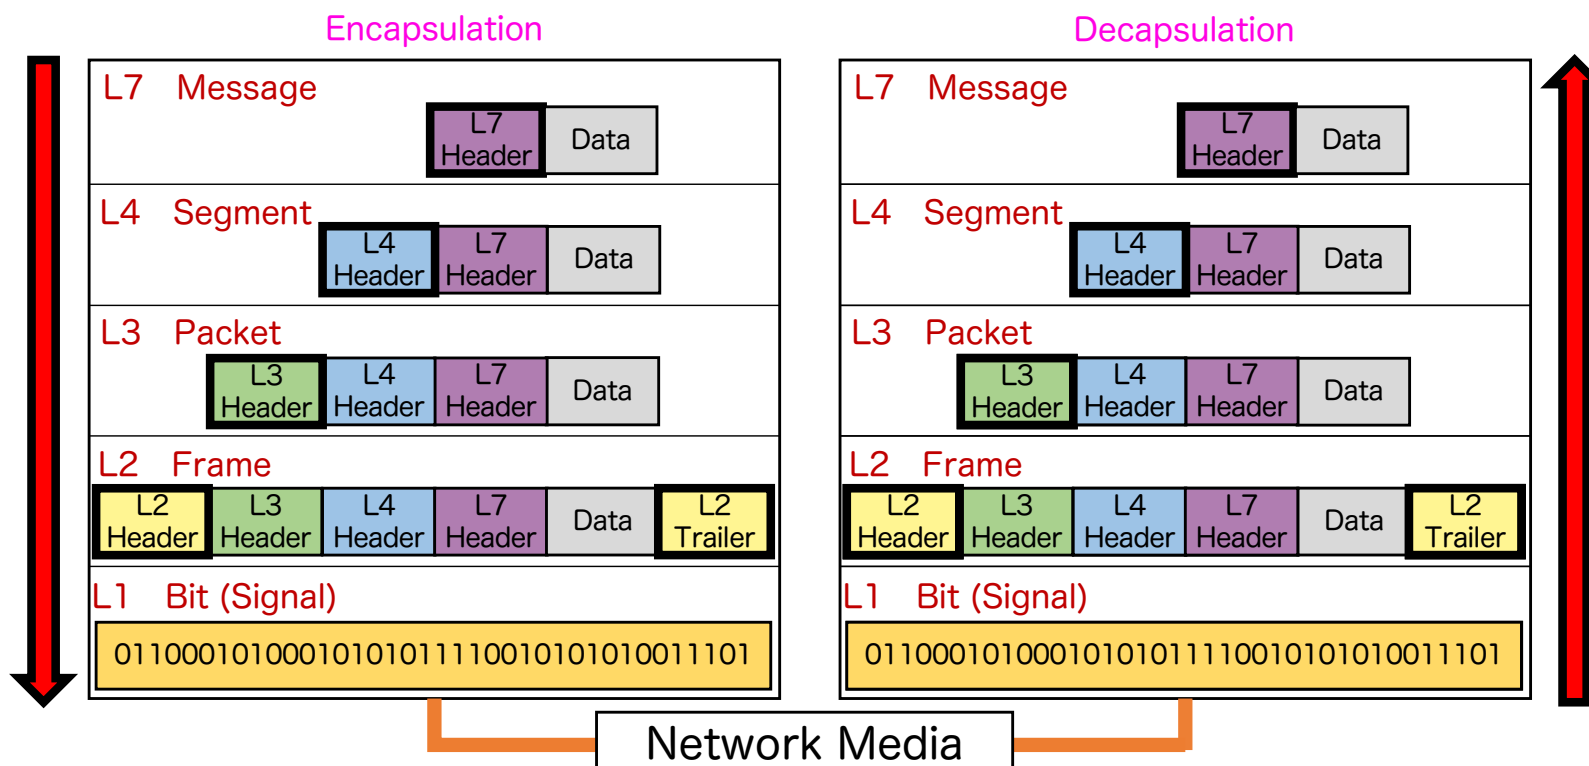 Encapsulation
L7 Message
L7
Header
Data
L4 Segment
L4
Header
L7
Header
Data
L3 Packet
L3
Header
L4
Header
L7
Header
Data
L2 Frame
L2
Header
L3
Header
L4
Header
L7
Header
Data
L2
Trailer
L1 Bit (Signal)
01100010100010101011110010101010011101
Decapsulation
L7 Message
L7
Header
Data
L4 Segment
L4
Header
L7
Header
Data
L3 Packet
L3
Header
L4
Header
L7
Header
Data
L2 Frame
L2
Header
L3
Header
L4
Header
L7
Header
Data
L2
Trailer
L1 Bit (Signal)
01100010100010101011110010101010011101
Network Media